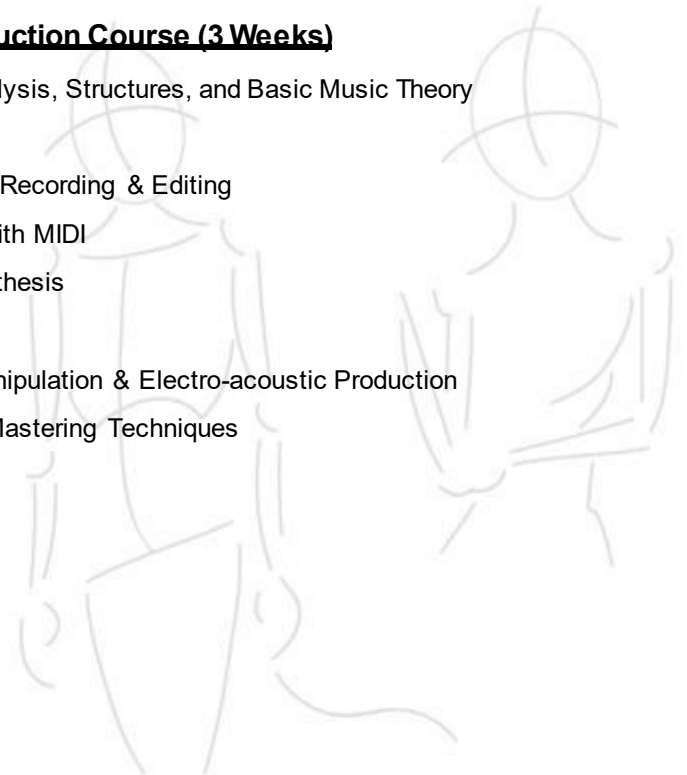 uction Course (3 Weeks)
lysis, Structures, and Basic Music Theory
Recording & Editing
ith MIDI
thesis
nipulation & Electro-acoustic Production
Mastering Techniques